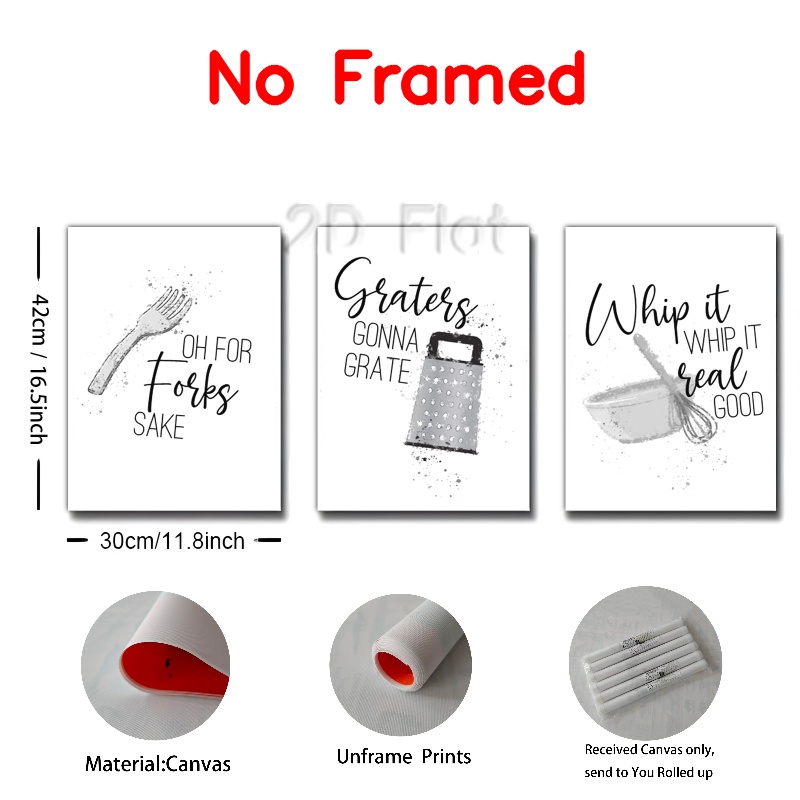 No Framed
2D Flat
42cm / 16.5inch
OH FOR
Forks
SAKE
Graters
GONNA
GRATE
Whip it
WHIP IT
real
GOOD
30cm/11.8inch
Material:Canvas
Unframe Prints
Received Canvas only,
send to You Rolled up